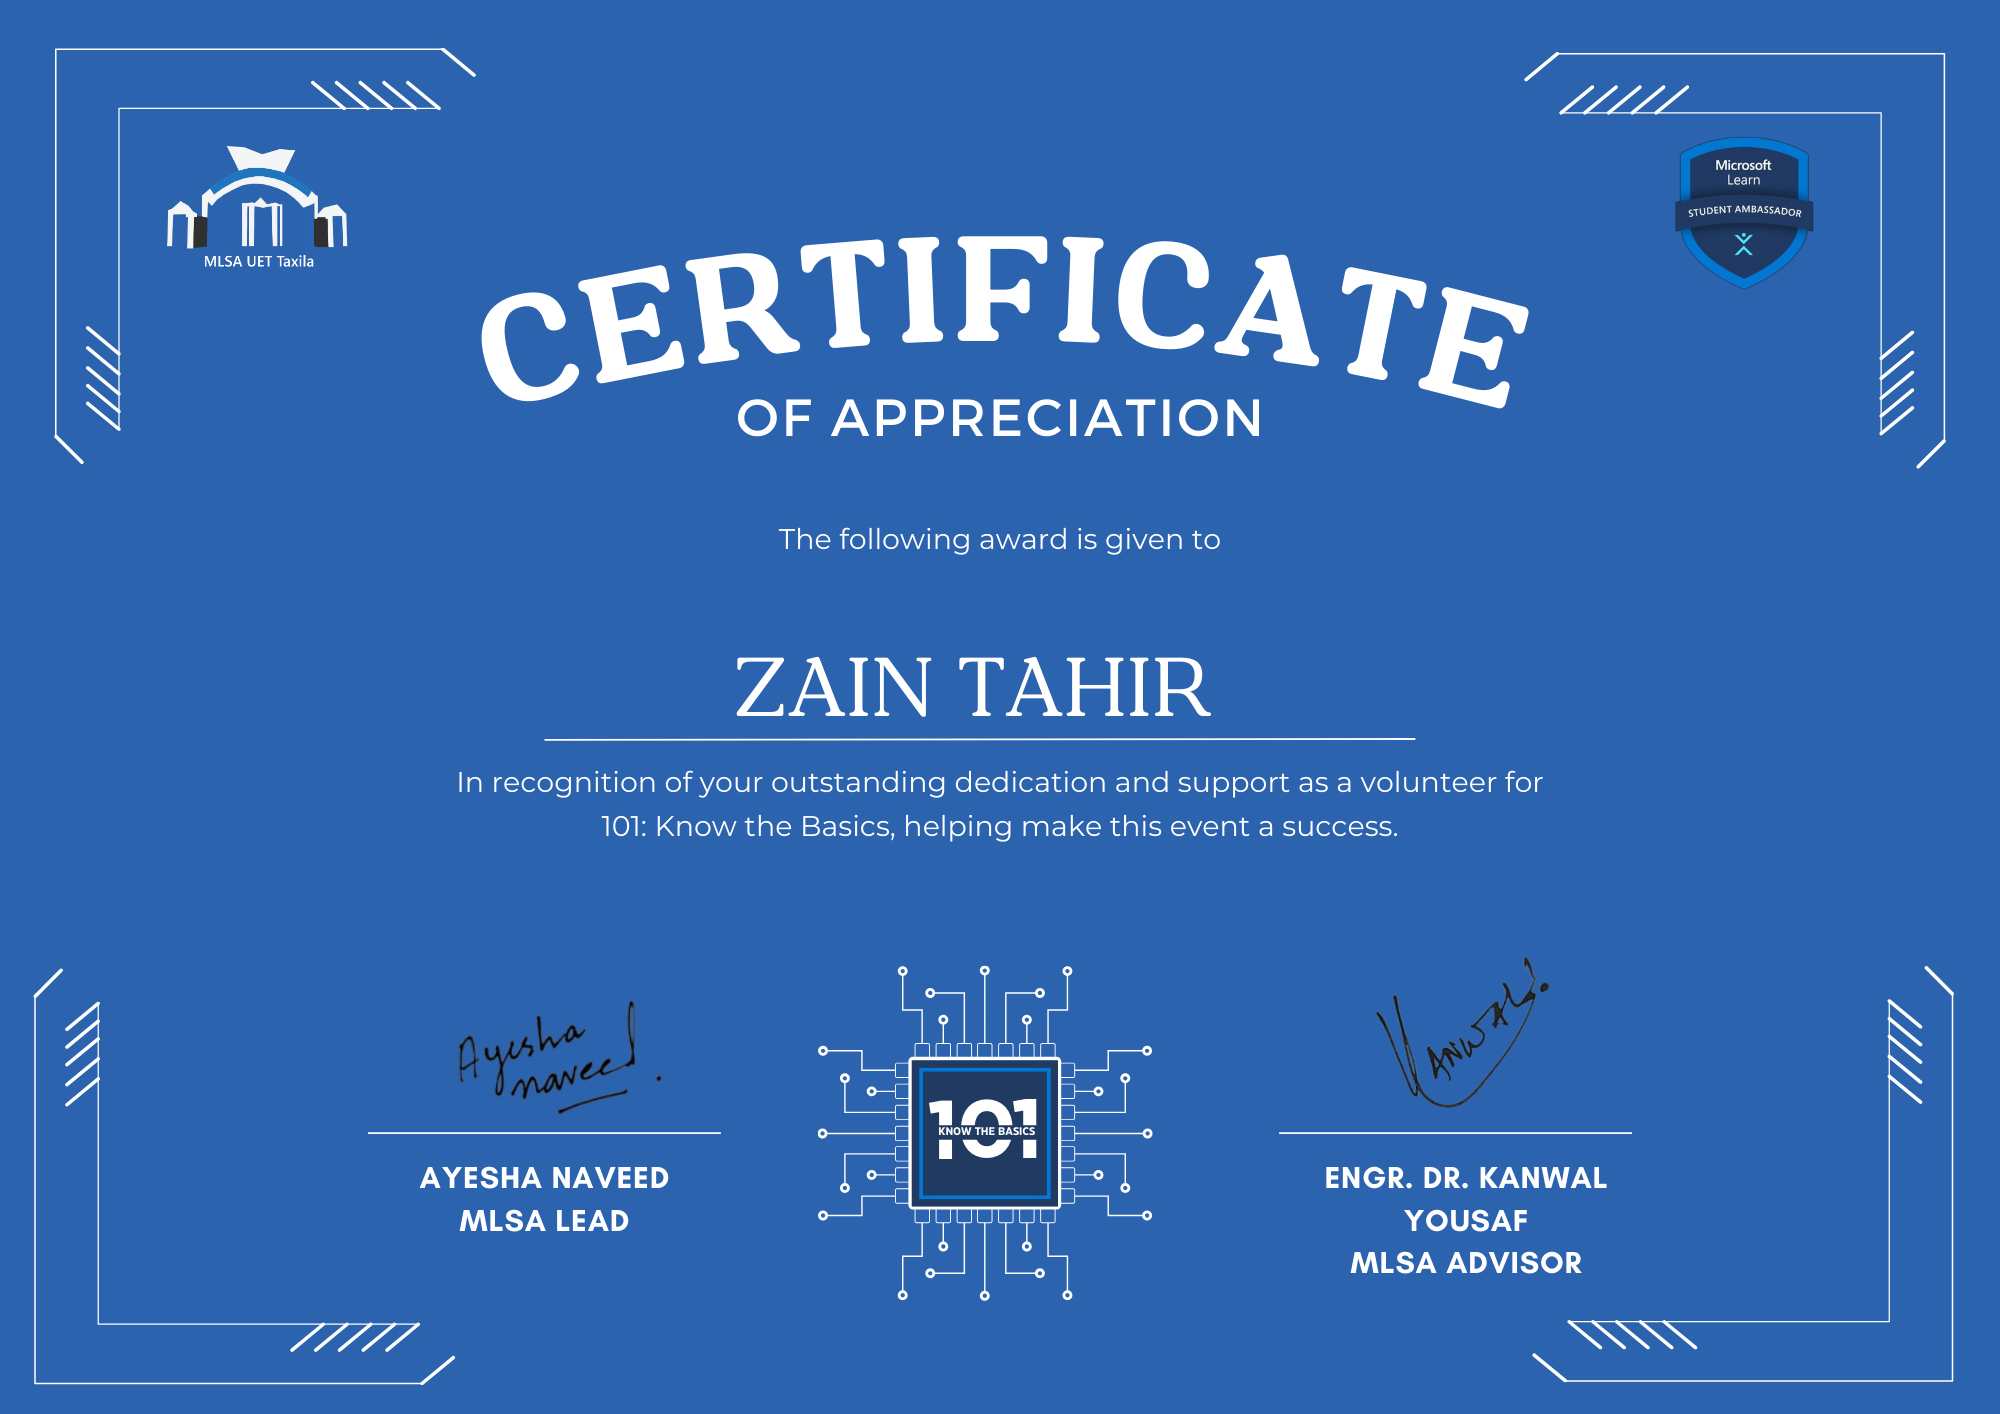 MLSA UET Taxila
Microsoft
Learn
STUDENT AMBASSADOR
CERTIFICATE
OF APPRECIATION
The following award is given to
ZAIN TAHIR
In recognition of your outstanding dedication and support as a volunteer for
101: Know the Basics, helping make this event a success.
Ayesha
naveed.
KANWAL.
101
KNOW THE BASICS
AYESHA NAVEED
MLSA LEAD
ENGR. DR. KANWAL
YOUSAF
MLSA ADVISOR